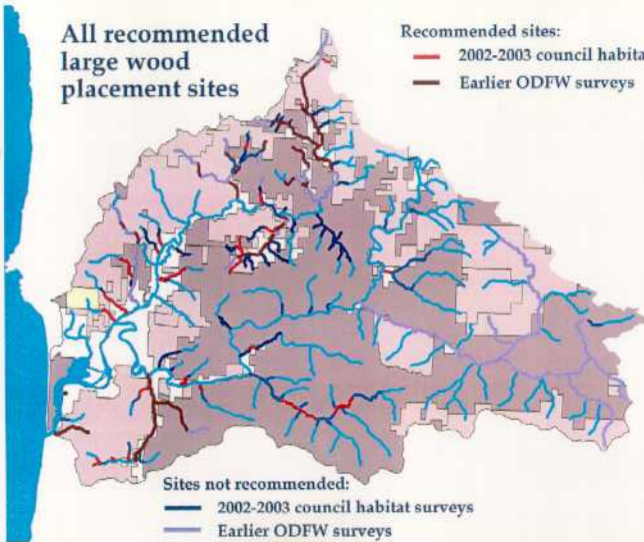 All recommended
large wood
placement sites
Recommended sites:
2002-2003 council habita
Earlier ODFW surveys
Sites not recommended:
2002-2003 council habitat surveys
Earlier ODFW surveys